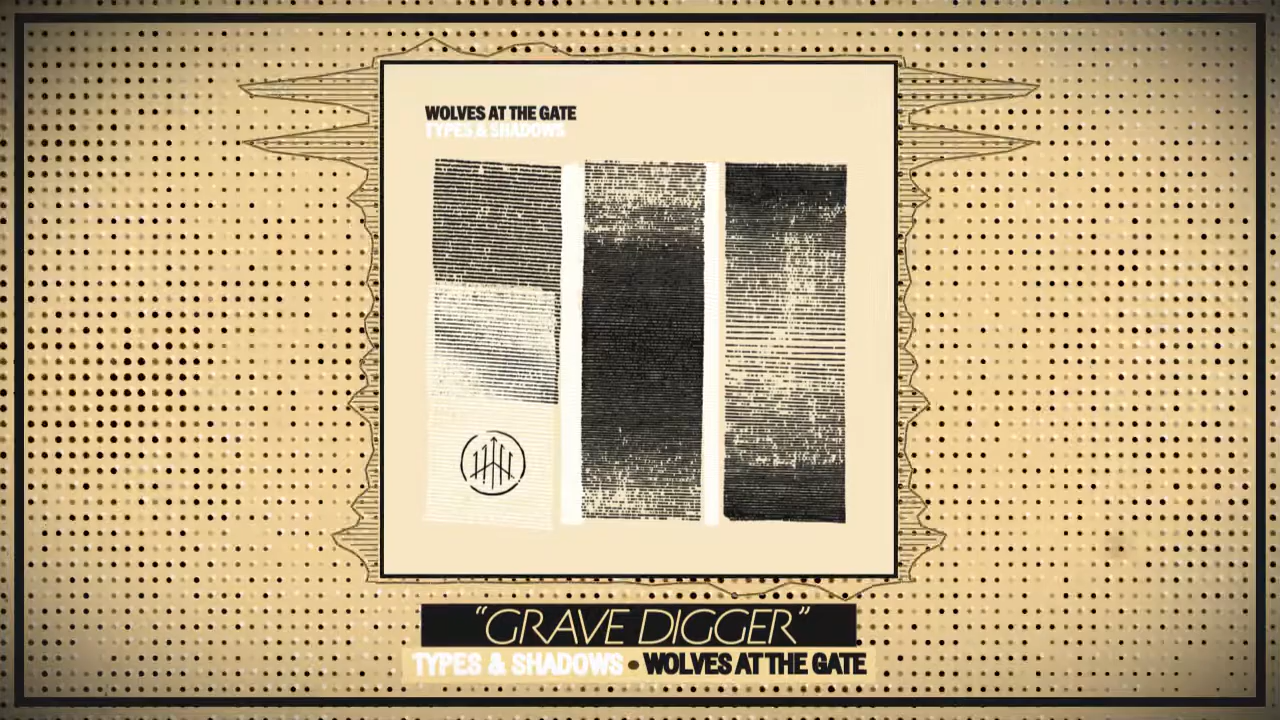 WOLVES AT THE GATE
TYPES & SHADOWS
"GRAVE DIGGER"
TYPES & SHADOWS • WOLVES AT THE GATE